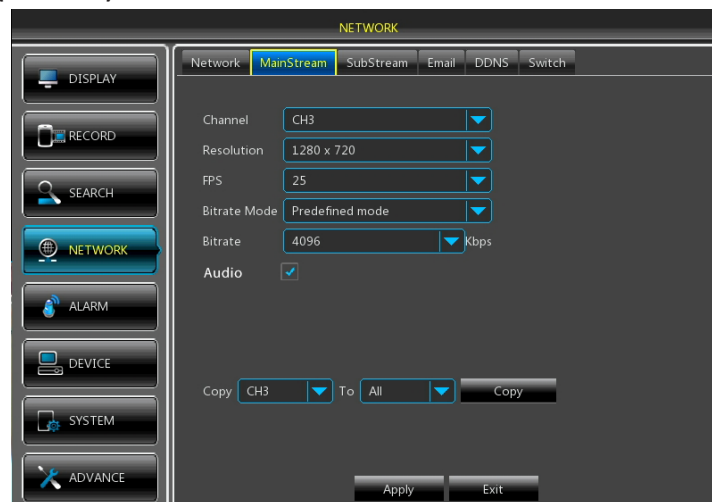 NETWORK
DISPLAY
RECORD
SEARCH
NETWORK
ALARM
DEVICE
SYSTEM
ADVANCE
Network MainStream SubStream Email DDNS Switch
Channel CH3
Resolution 1280 x 720
FPS 25
Bitrate Mode Predefined mode
Bitrate 4096 Kbps
Audio
Copy CH3 To All Copy
Apply Exit